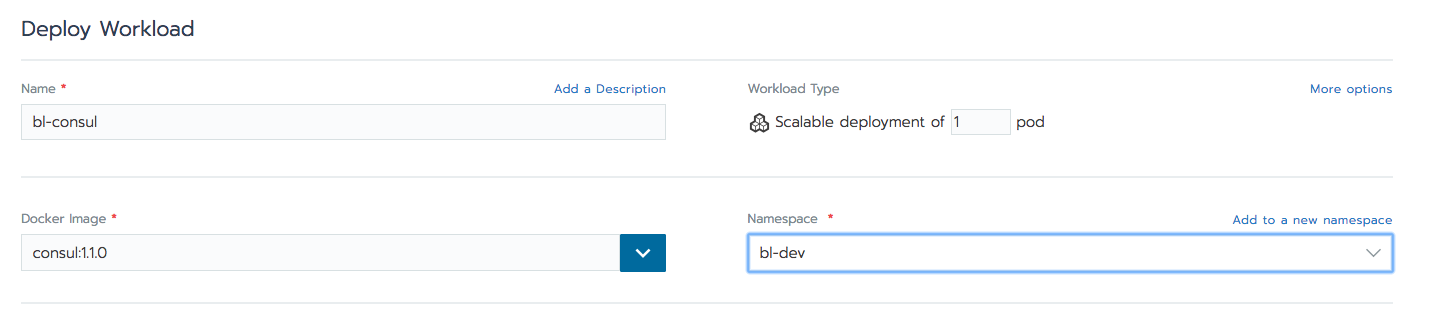 Deploy Workload
Name * Add a Description
bl-consul
Workload Type More options
Scalable deployment of 1 pod
Docker Image *
consul:1.1.0
Namespace * Add to a new namespace
bl-dev